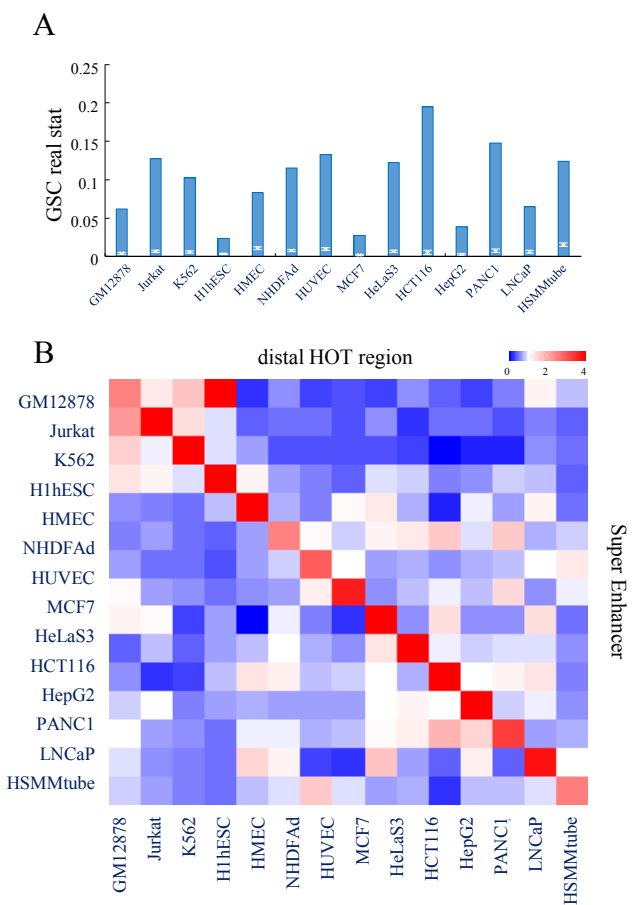 A
0.25
0.2
0.15
0.1
0.05
0
GSC real stat
GM12878
Jurkat
K562
H1hESC
HMEC
NHDFAd
HUVEC
MCF7
HeLaS3
HCT116
HepG2
PANC1
LNCaP
HSMMtube
B
distal HOT region
0 2 4
GM12878
Jurkat
K562
H1hESC
HMEC
NHDFAd
HUVEC
MCF7
HeLaS3
HCT116
HepG2
PANC1
LNCaP
HSMMtube
Super Enhancer
GM12878
Jurkat
K562
H1hESC
HMEC
NHDFAd
HUVEC
MCF7
HeLaS3
HCT116
HepG2
PANC1
LNCaP
HSMMtube